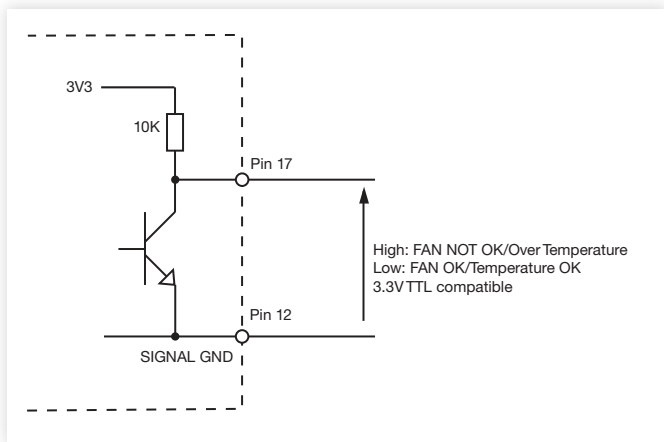 3V3
10K
Pin 17
High: FAN NOT OK/Over Temperature
Low: FAN OK/Temperature OK
3.3V TTL compatible
Pin 12
SIGNAL GND